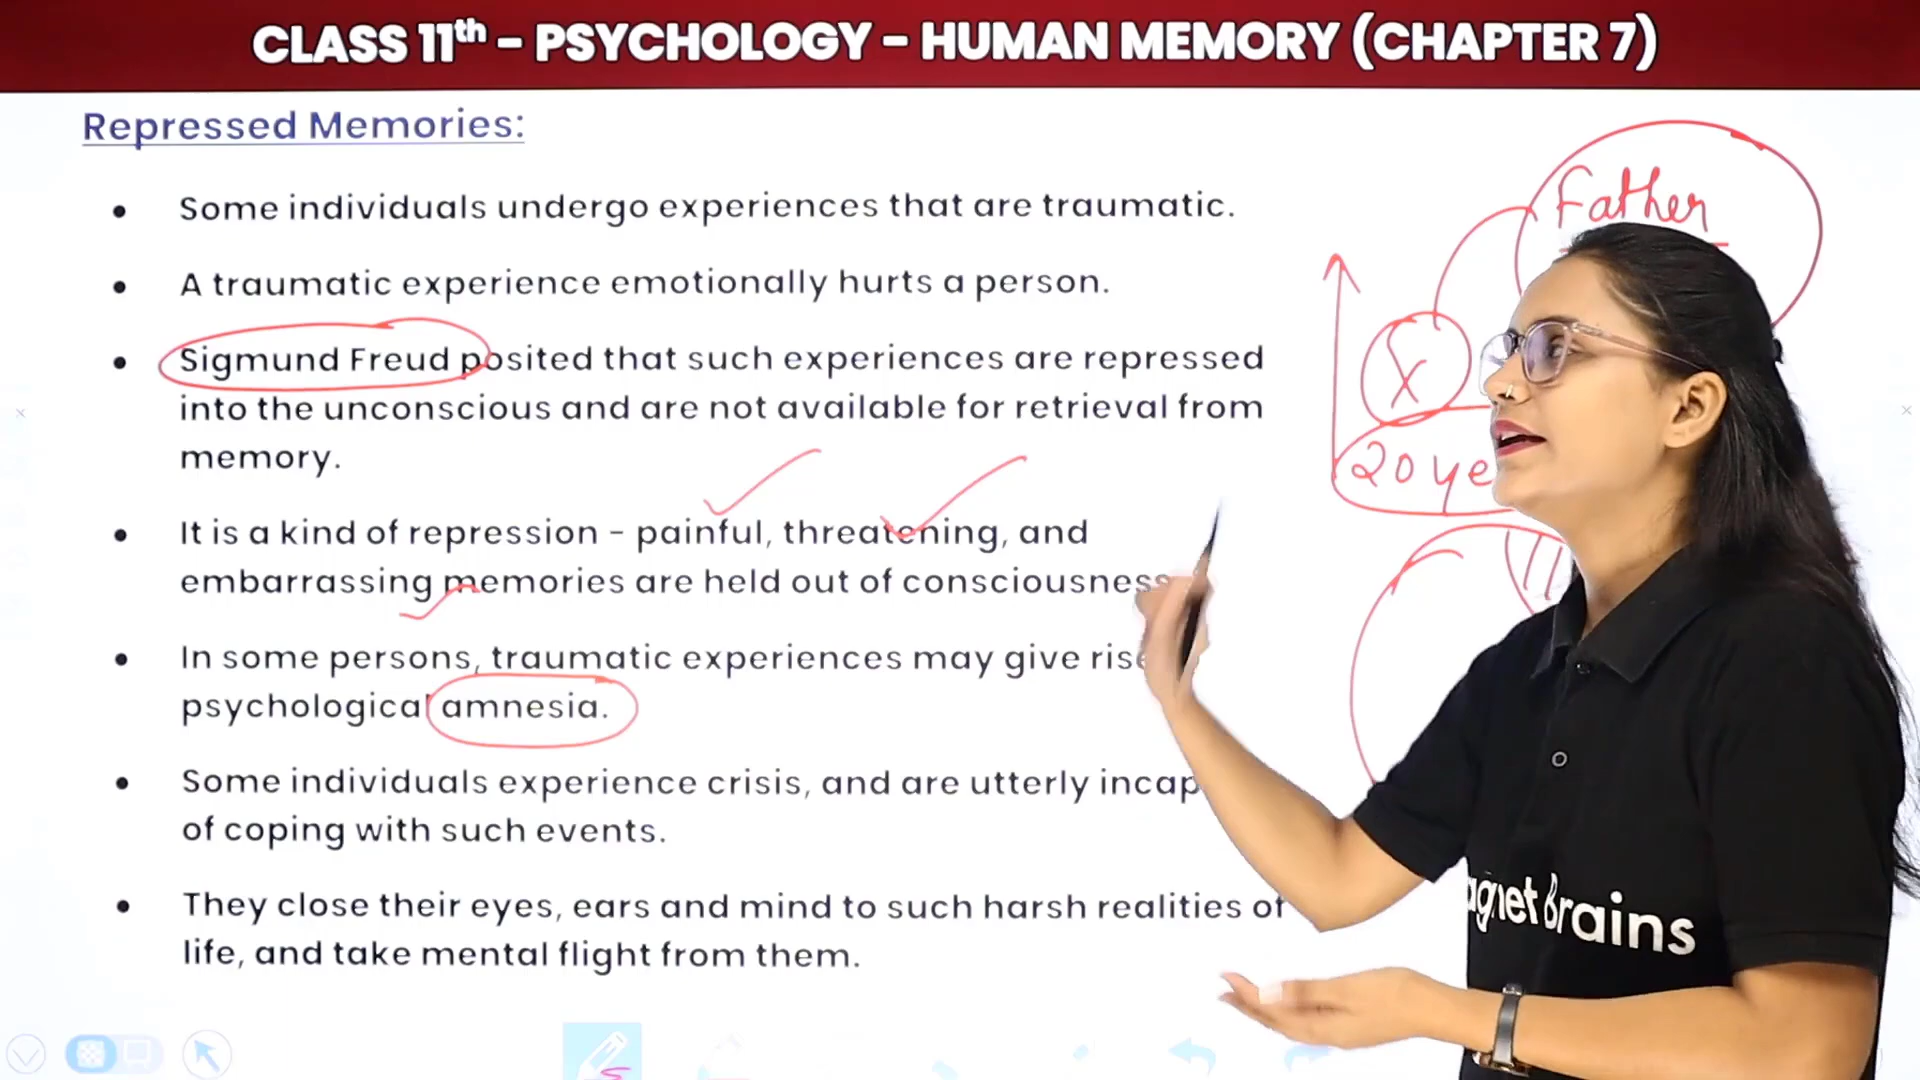 CLASS 11th – PSYCHOLOGY – HUMAN MEMORY (CHAPTER 7)
Repressed Memories:
• Some individuals undergo experiences that are traumatic.
• A traumatic experience emotionally hurts a person.
• Sigmund Freud posited that such experiences are repressed
into the unconscious and are not available for retrieval from
memory.
• It is a kind of repression – painful, threatening, and
embarrassing memories are held out of consciousness
• In some persons, traumatic experiences may give rise
psychological amnesia.
• Some individuals experience crisis, and are utterly incap
of coping with such events.
• They close their eyes, ears and mind to such harsh realities of
life, and take mental flight from them.
Father
X
20 ye
agnet Brains